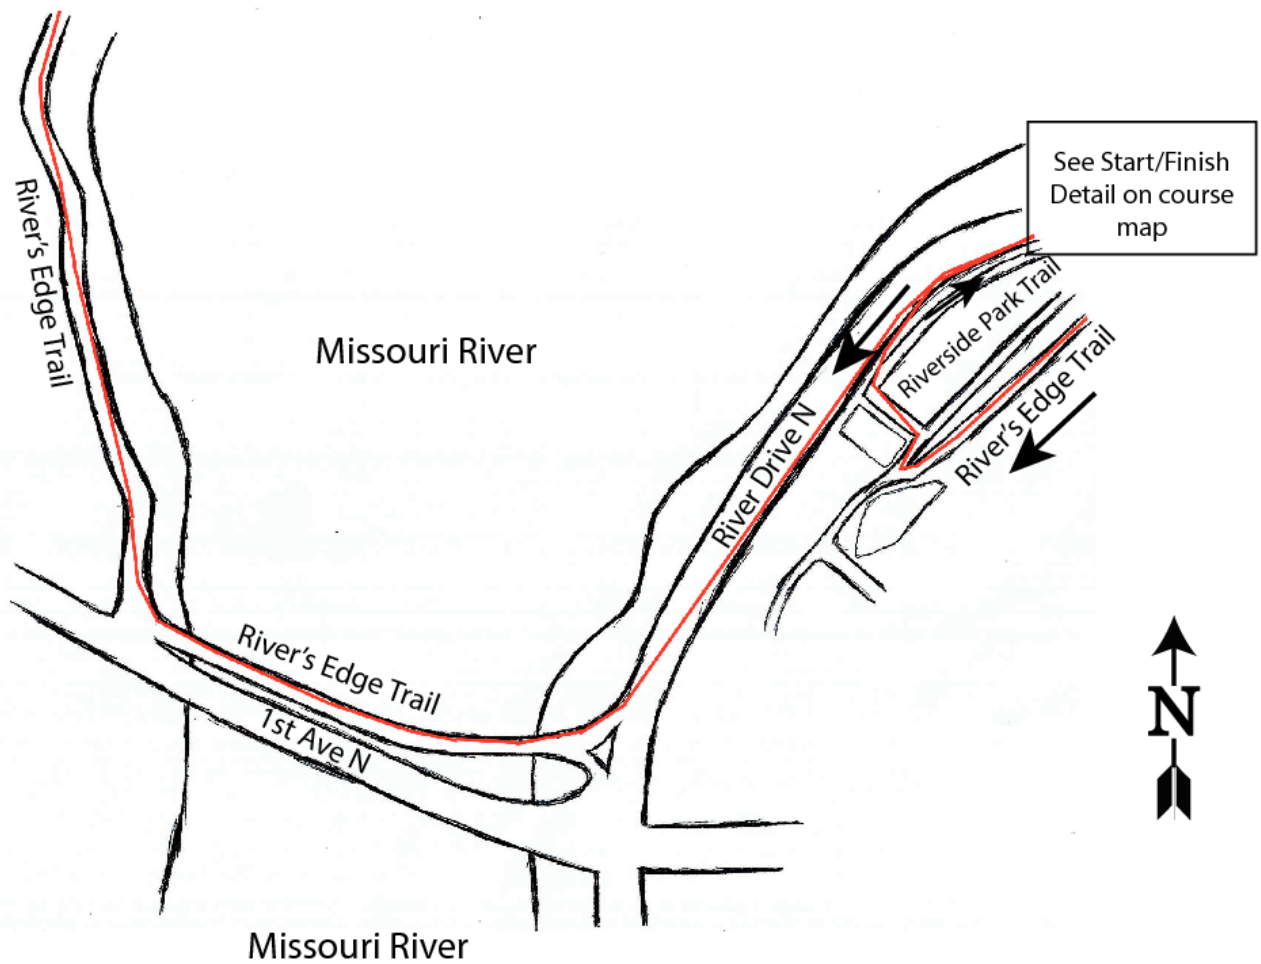 See Start/Finish
Detail on course
map
River's Edge Trail
Riverside Park Trail
Missouri River
River's Edge Trail
River Drive N
River's Edge Trail
1st Ave N
N
Missouri River